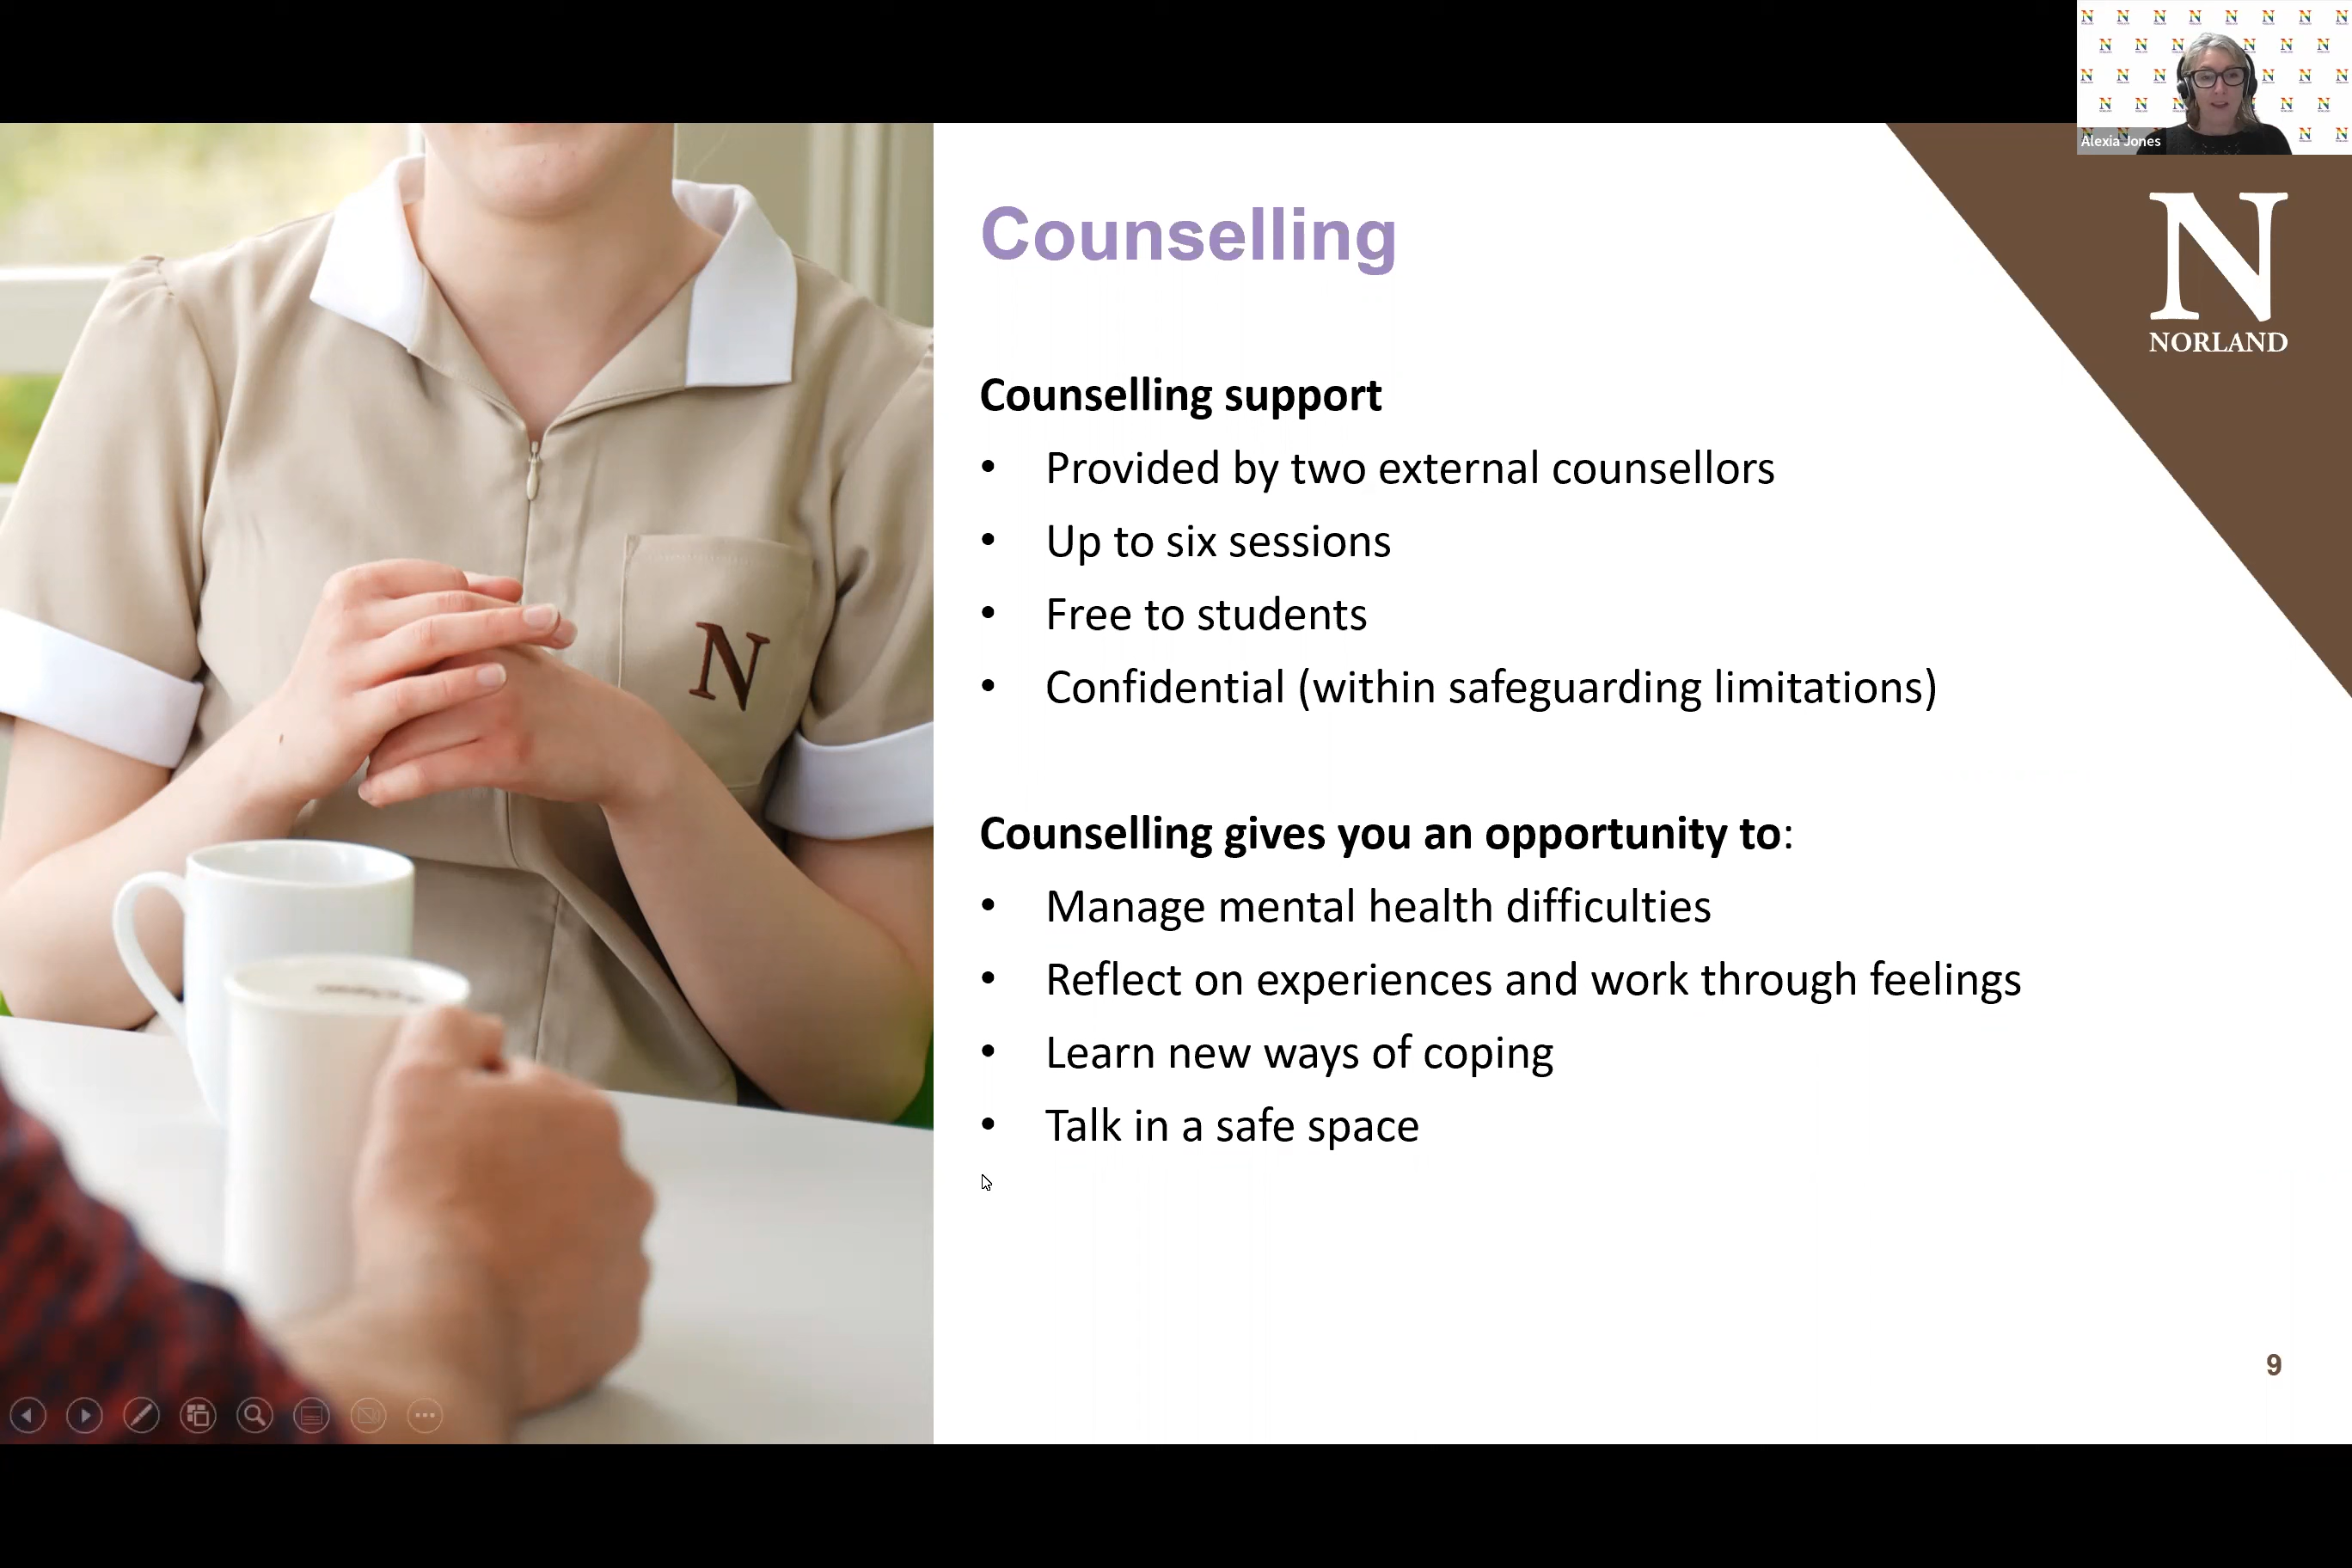 Alexia Jones
N
NORLAND
Counselling
Counselling support
• Provided by two external counsellors
• Up to six sessions
• Free to students
• Confidential (within safeguarding limitations)
Counselling gives you an opportunity to:
• Manage mental health difficulties
• Reflect on experiences and work through feelings
• Learn new ways of coping
• Talk in a safe space
N
9